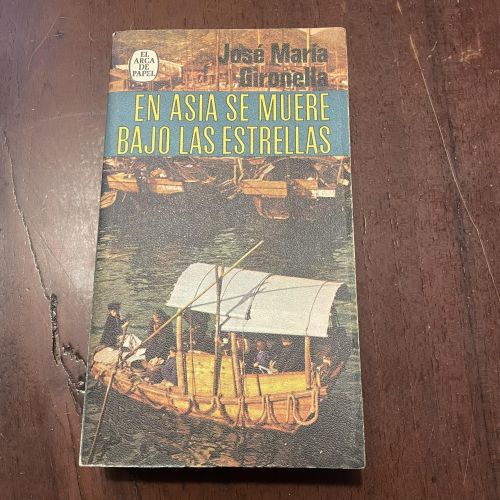 EL
ARCA
DE
PAPEL
José María
Gironella
EN ASIA SE MUERE
BAJO LAS ESTRELLAS